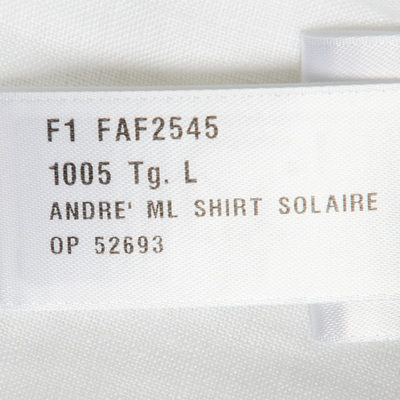 F1 FAF2545
1005 Tg. L
ANDRE' ML SHIRT SOLAIRE
OP 52693